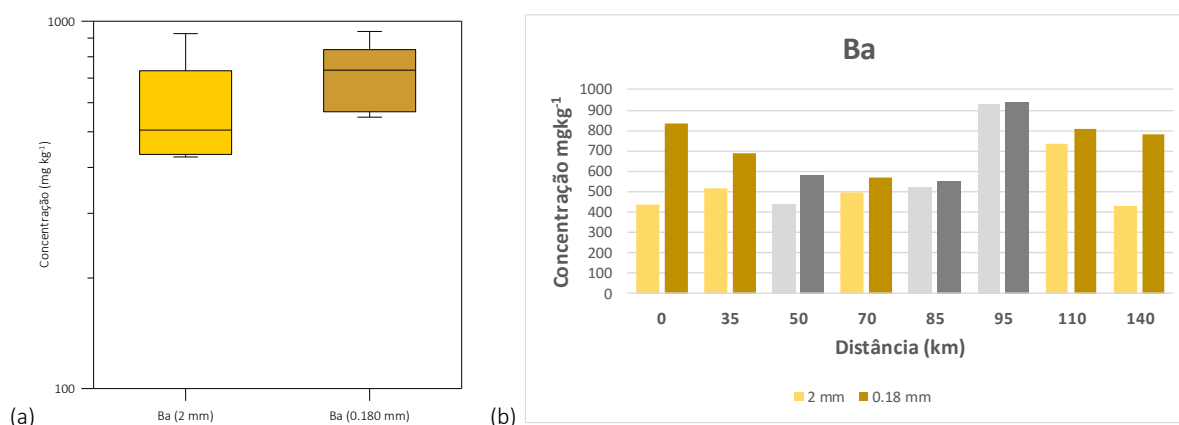 1000
Concentração (mg kg-1)
100
Ba (2 mm)
Ba (0.180 mm)
(a)
Ba
Concentração mgkg-1
1000
900
800
700
600
500
400
300
200
100
0
0 35 50 70 85 95 110 140
Distância (km)
2 mm 0.18 mm
(b)